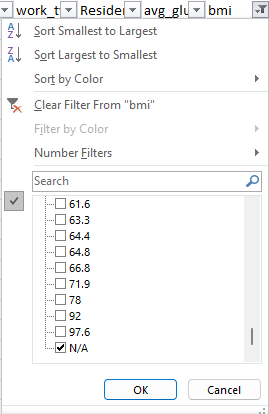 work_ty Residen avg_glu bmi
Sort Smallest to Largest
Sort Largest to Smallest
Sort by Color
Clear Filter From "bmi"
Filter by Color
Number Filters
Search
61.6
63.3
64.4
64.8
66.8
71.9
78
92
97.6
N/A
OK Cancel